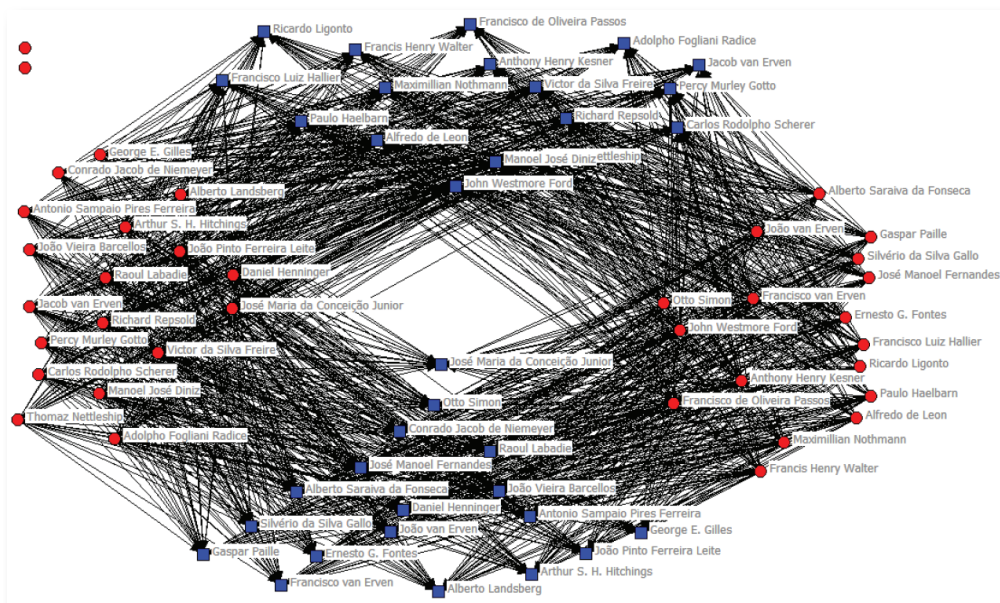 Ricardo Ligonto
Francisco de Oliveira Passos
Francis Henry Walter
Adolpho Fogliani Radice
Anthony Henry Kesner
Jacob van Erven
Francisco Luiz Hallier
Maximillian Nothmann
Victor da Silva Freire
Percy Murley Gotto
Paulo Haelbarn
Richard Repsold
Carlos Rodolpho Scherer
Alfredo de Leon
George E. Gilles
Manoel José Diniz
ettleship
Conrado Jacob de Niemeyer
John Westmore Ford
Alberto Landsberg
Alberto Saraiva da Fonseca
Antonio Sampaio Pires Ferreira
Arthur S. H. Hitchings
João van Erven
Gaspar Paille
João Vieira Barcellos
João Pinto Ferreira Leite
Silvério da Silva Gallo
Raoul Labadie
Daniel Henninger
José Manoel Fernandes
Jacob van Erven
José Maria da Conceição Junior
Otto Simon
Francisco van Erven
Ernesto G. Fontes
Richard Repsold
John Westmore Ford
Percy Murley Gotto
Francisco Luiz Hallier
Victor da Silva Freire
José Maria da Conceição Junior
Ricardo Ligonto
Carlos Rodolpho Scherer
Anthony Henry Kesner
Manoel José Diniz
Paulo Haelbarn
Otto Simon
Francisco de Oliveira Passos
Thomaz Nettleship
Alfredo de Leon
Conrado Jacob de Niemeyer
Adolpho Fogliani Radice
Maximillian Nothmann
Raoul Labadie
José Manoel Fernandes
Francis Henry Walter
Alberto Saraiva da Fonseca
João Vieira Barcellos
Daniel Henninger
Antonio Sampaio Pires Ferreira
Silvério da Silva Gallo
João van Erven
George E. Gilles
Gaspar Paille
Ernesto G. Fontes
João Pinto Ferreira Leite
Arthur S. H. Hitchings
Francisco van Erven
Alberto Landsberg